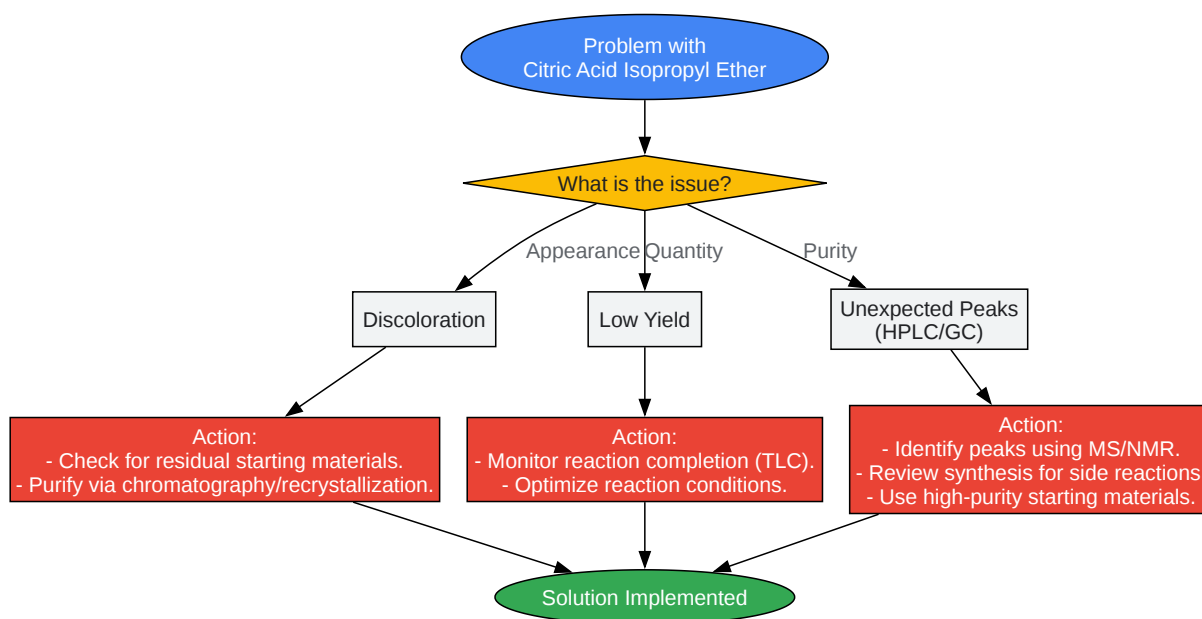 Problem with
Citric Acid Isopropyl Ether
What is the issue?
Appearance
Quantity
Purity
Discoloration
Low Yield
Unexpected Peaks
(HPLC/GC)
Action:
- Check for residual starting materials.
- Purify via chromatography/recrystallization.
Action:
- Monitor reaction completion (TLC).
- Optimize reaction conditions.
Action:
- Identify peaks using MS/NMR.
- Review synthesis for side reactions
- Use high-purity starting materials.
Solution Implemented